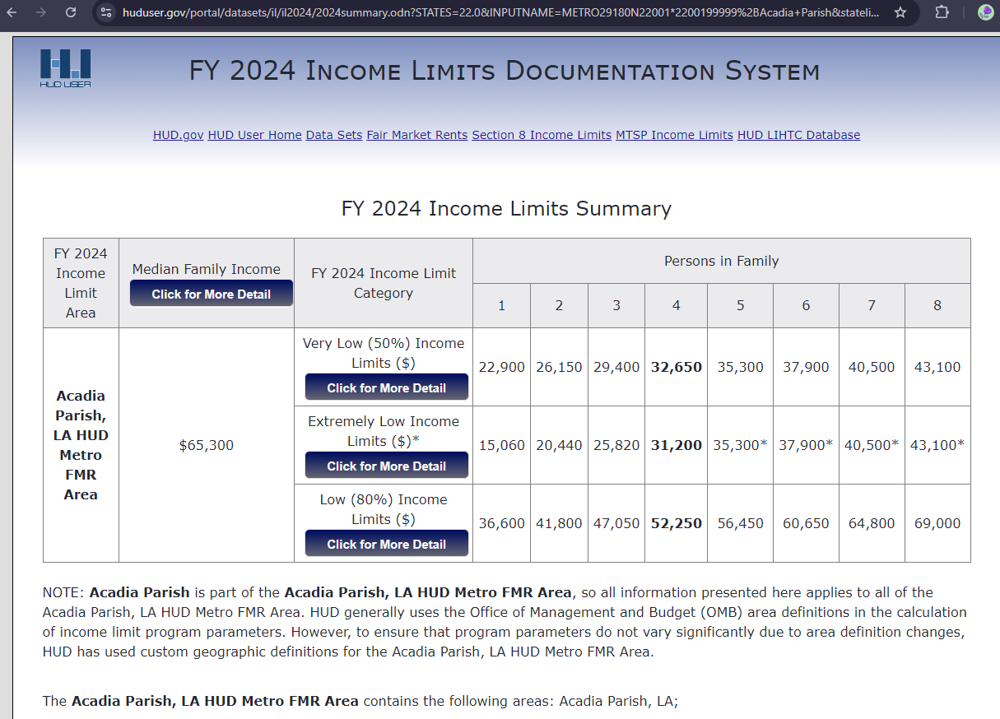 huduser.gov/portal/datasets/il/il2024/2024summary.odn?STATES=22.0&INPUTNAME=METRO29180N22001*2200199999%2BAcadia+Parish&stateli...
HUD USER
FY 2024 Income Limits Documentation System
HUD.gov HUD User Home Data Sets Fair Market Rents Section 8 Income Limits MTSP Income Limits HUD LIHTC Database
FY 2024 Income Limits Summary
FY 2024
Income
Limit
Area
Median Family Income
Click for More Detail
FY 2024 Income Limit
Category
Persons in Family
1 2 3 4 5 6 7 8
Acadia
Parish,
LA HUD
Metro
FMR
Area
$65,300
Very Low (50%) Income
Limits ($)
Click for More Detail
22,900 26,150 29,400 32,650 35,300 37,900 40,500 43,100
Extremely Low Income
Limits ($)*
Click for More Detail
15,060 20,440 25,820 31,200 35,300* 37,900* 40,500* 43,100*
Low (80%) Income
Limits ($)
Click for More Detail
36,600 41,800 47,050 52,250 56,450 60,650 64,800 69,000
NOTE: Acadia Parish is part of the Acadia Parish, LA HUD Metro FMR Area, so all information presented here applies to all of the
Acadia Parish, LA HUD Metro FMR Area. HUD generally uses the Office of Management and Budget (OMB) area definitions in the calculation
of income limit program parameters. However, to ensure that program parameters do not vary significantly due to area definition changes,
HUD has used custom geographic definitions for the Acadia Parish, LA HUD Metro FMR Area.
The Acadia Parish, LA HUD Metro FMR Area contains the following areas: Acadia Parish, LA;